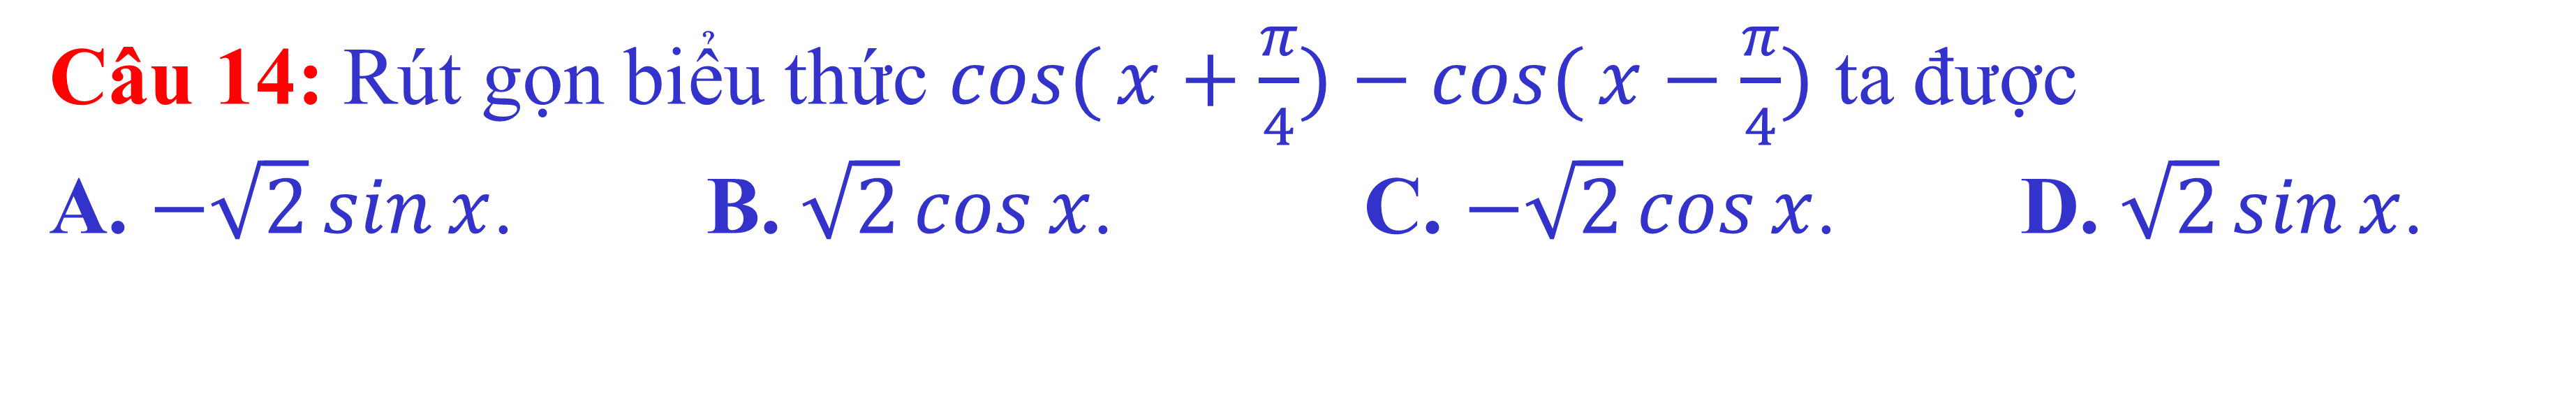 Câu 14: Rút gọn biểu thức cos( x + π/4) − cos( x − π/4) ta được
A. −√2 sin x. B. √2 cos x. C. −√2 cos x. D. √2 sin x.